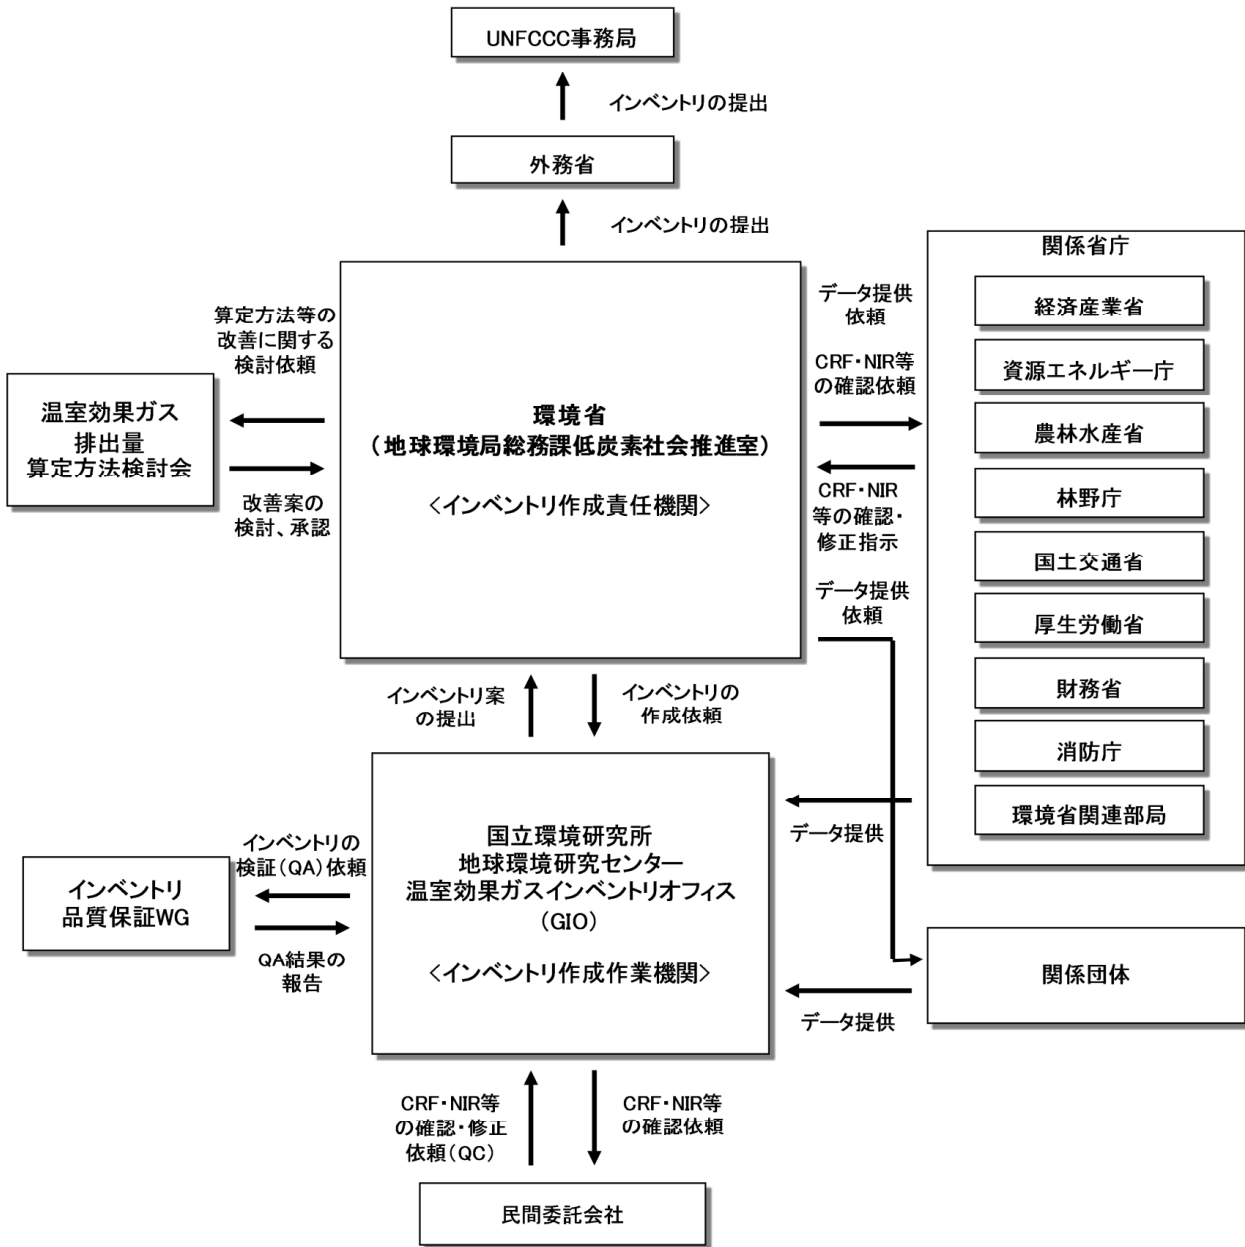 UNFCCC事務局
インベントリの提出
外務省
インベントリの提出
環境省
(地球環境局総務課低炭素社会推進室)
<インベントリ作成責任機関>
算定方法等の
改善に関する
検討依頼
温室効果ガス
排出量
算定方法検討会
改善案の
検討、承認
データ提供
依頼
CRF・NIR等
の確認依頼
CRF・NIR
等の確認・
修正指示
データ提供
依頼
関係省庁
経済産業省
資源エネルギー庁
農林水産省
林野庁
国土交通省
厚生労働省
財務省
消防庁
環境省関連部局
インベントリ案
の提出
インベントリの
作成依頼
国立環境研究所
地球環境研究センター
温室効果ガスインベントリオフィス
(GIO)
<インベントリ作成作業機関>
インベントリの
検証(QA)依頼
インベントリ
品質保証WG
QA結果の
報告
データ提供
関係団体
データ提供
CRF・NIR等
の確認・修正
依頼(QC)
CRF・NIR等
の確認依頼
民間委託会社